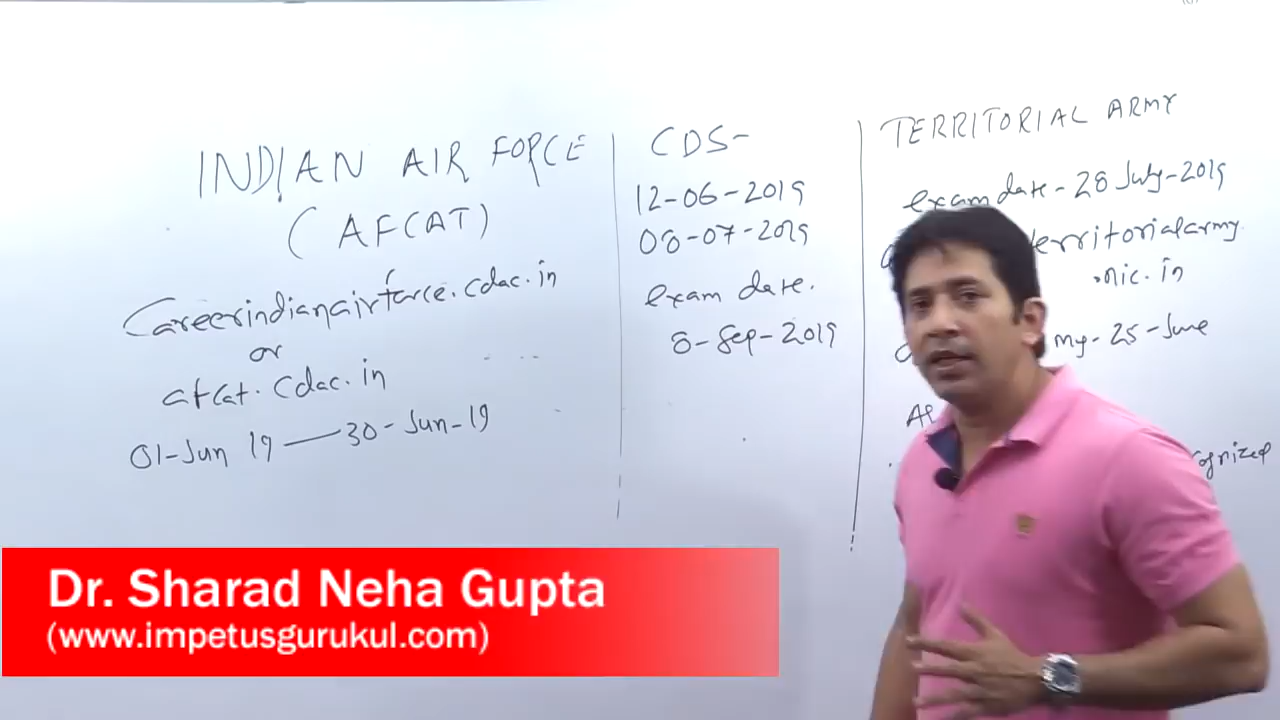 INDIAN AIR FORCE
(AFCAT)
Careerindianairforce.cdac.in
or
afcat.cdac.in
01-Jun 19 — 30-Jun-19
CDS-
12-06-2019
08-07-2019
exam date.
8-Sep-2019
TERRITORIAL ARMY
exam date - 28 July-2019
territorialarmy
.nic.in
my-25-June
Dr. Sharad Neha Gupta
(www.impetusgurukul.com)